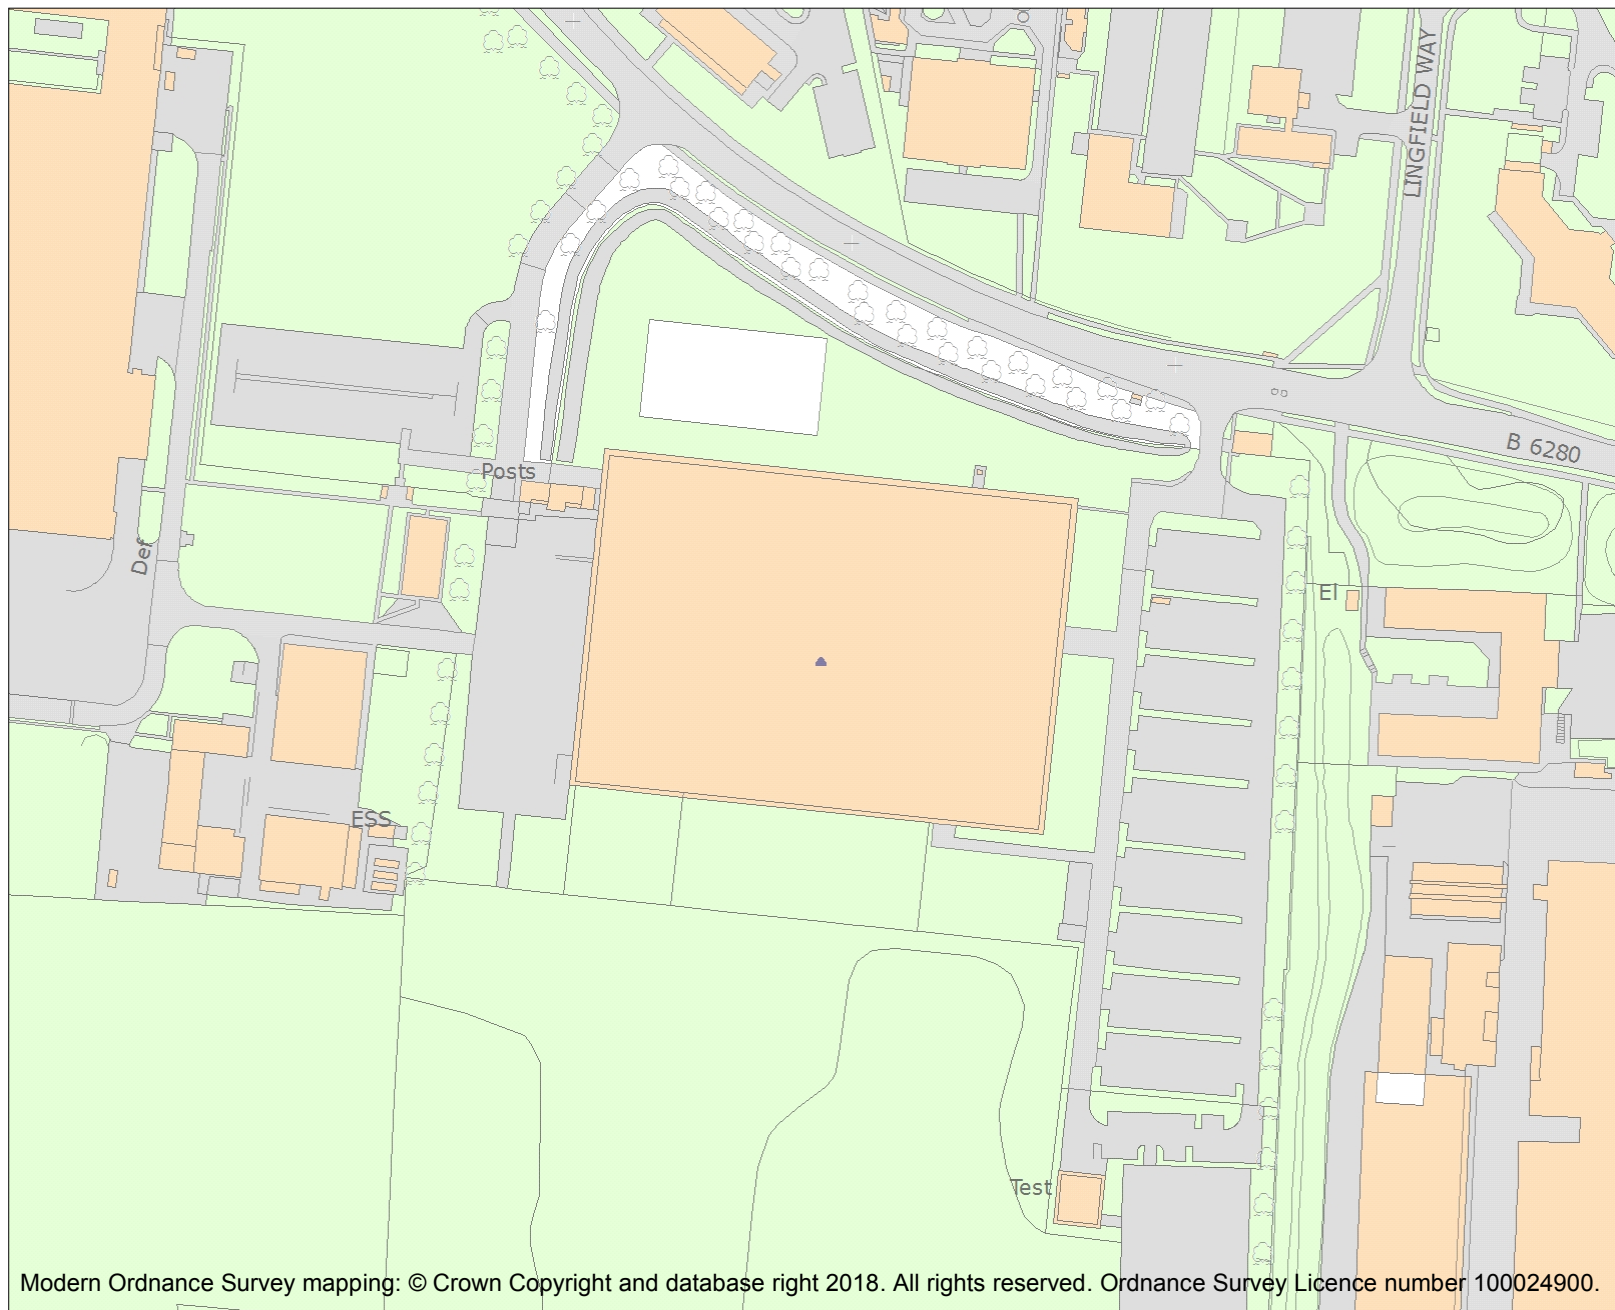 LINGFIELD WAY
B 6280
Posts
Def
El
ESS
Test
Modern Ordnance Survey mapping: © Crown Copyright and database right 2018. All rights reserved. Ordnance Survey Licence number 100024900.